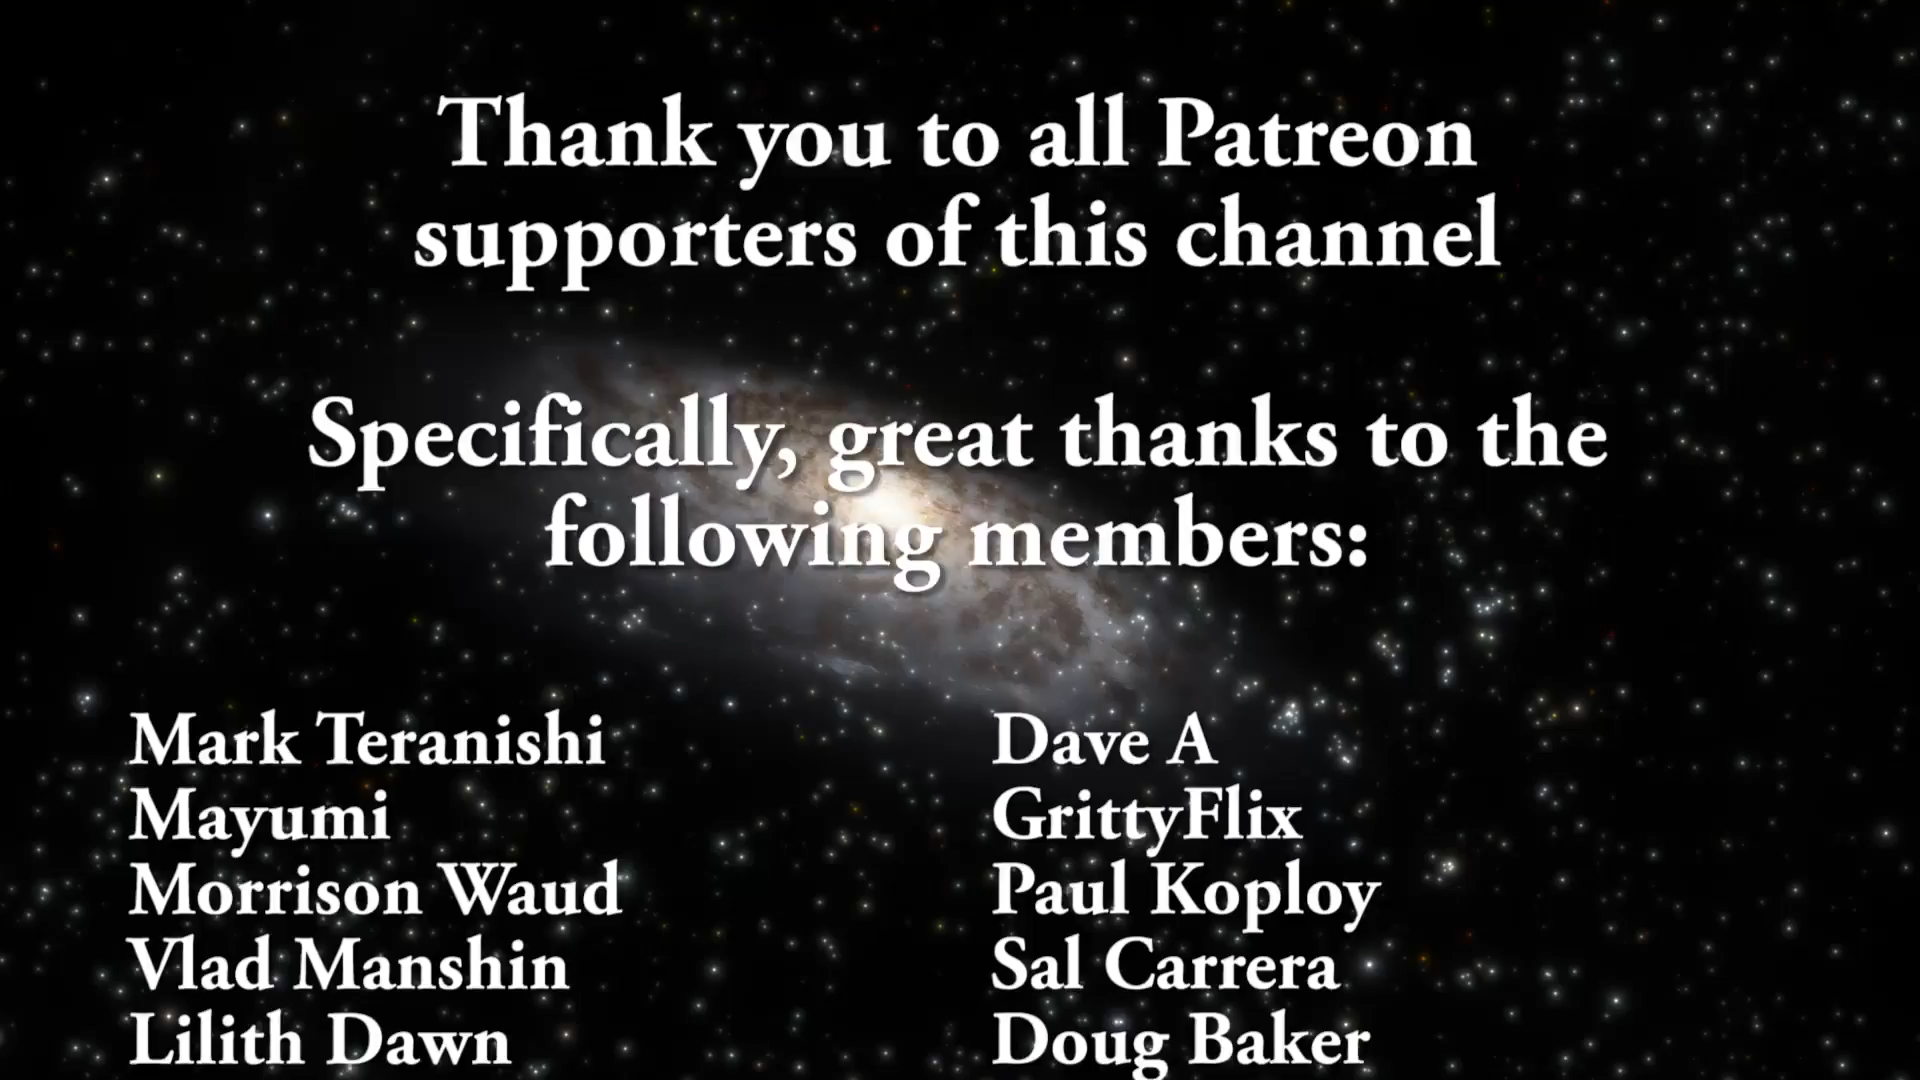 Thank you to all Patreon
supporters of this channel
Specifically, great thanks to the
following members:
Mark Teranishi
Mayumi
Morrison Waud
Vlad Manshin
Lilith Dawn
Dave A
GrittyFlix
Paul Koploy
Sal Carrera
Doug Baker